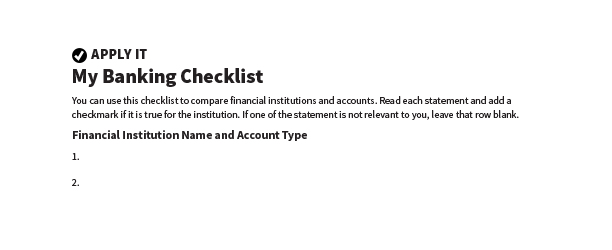 APPLY IT
My Banking Checklist
You can use this checklist to compare financial institutions and accounts. Read each statement and add a
checkmark if it is true for the institution. If one of the statement is not relevant to you, leave that row blank.
Financial Institution Name and Account Type
1.
2.